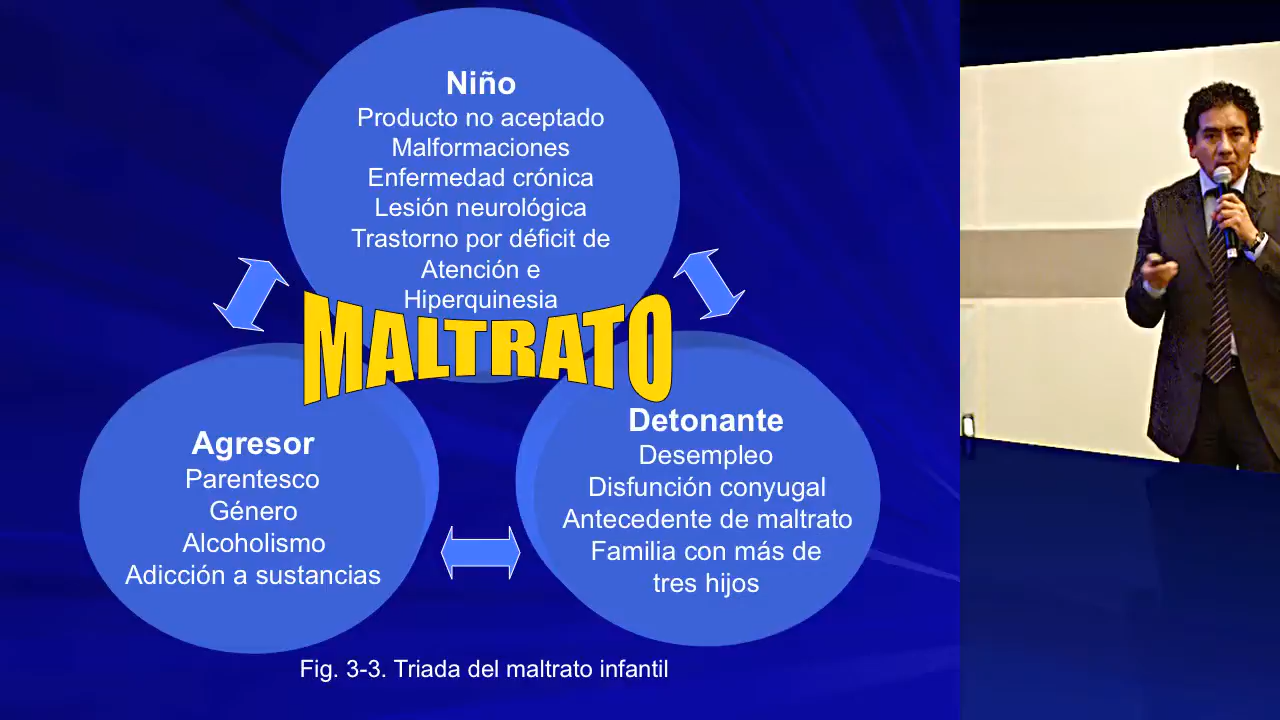 Niño
Producto no aceptado
Malformaciones
Enfermedad crónica
Lesión neurológica
Trastorno por déficit de
Atención e
Hiperquinesia
MALTRATO
Agresor
Parentesco
Género
Alcoholismo
Adicción a sustancias
Detonante
Desempleo
Disfunción conyugal
Antecedente de maltrato
Familia con más de
tres hijos
Fig. 3-3. Triada del maltrato infantil